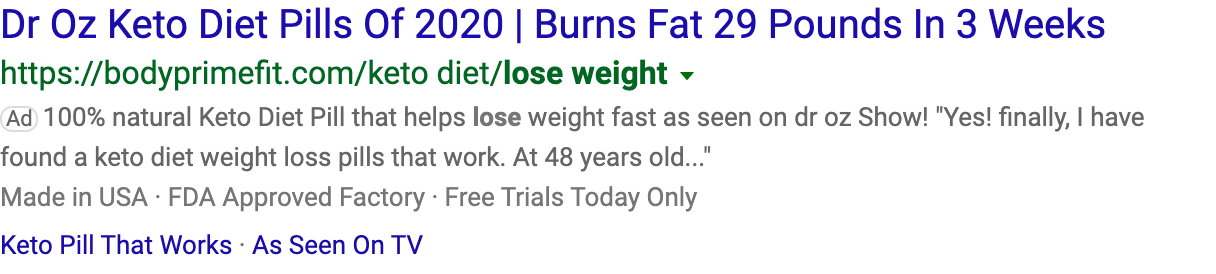 Dr Oz Keto Diet Pills Of 2020 | Burns Fat 29 Pounds In 3 Weeks
https://bodyprimefit.com/keto diet/lose weight
Ad 100% natural Keto Diet Pill that helps lose weight fast as seen on dr oz Show! "Yes! finally, I have
found a keto diet weight loss pills that work. At 48 years old..."
Made in USA · FDA Approved Factory · Free Trials Today Only
Keto Pill That Works · As Seen On TV